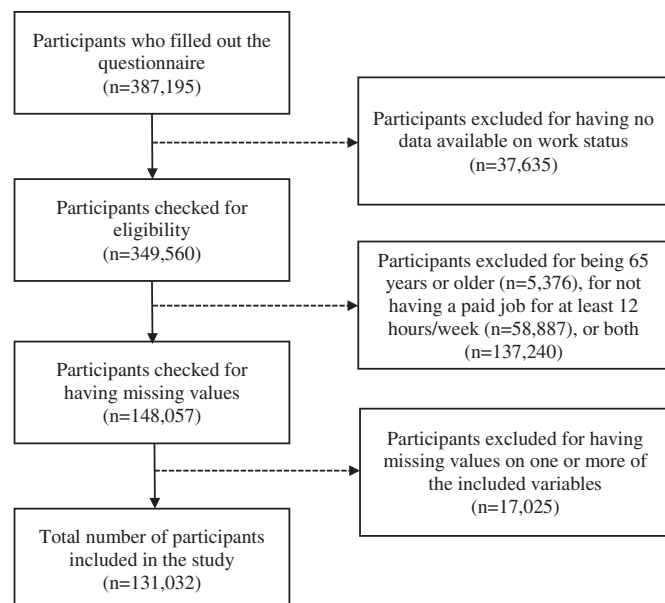 Participants who filled out the
questionnaire
(n=387,195)
Participants excluded for having no
data available on work status
(n=37,635)
Participants checked for
eligibility
(n=349,560)
Participants excluded for being 65
years or older (n=5,376), for not
having a paid job for at least 12
hours/week (n=58,887), or both
(n=137,240)
Participants checked for
having missing values
(n=148,057)
Participants excluded for having
missing values on one or more of
the included variables
(n=17,025)
Total number of participants
included in the study
(n=131,032)